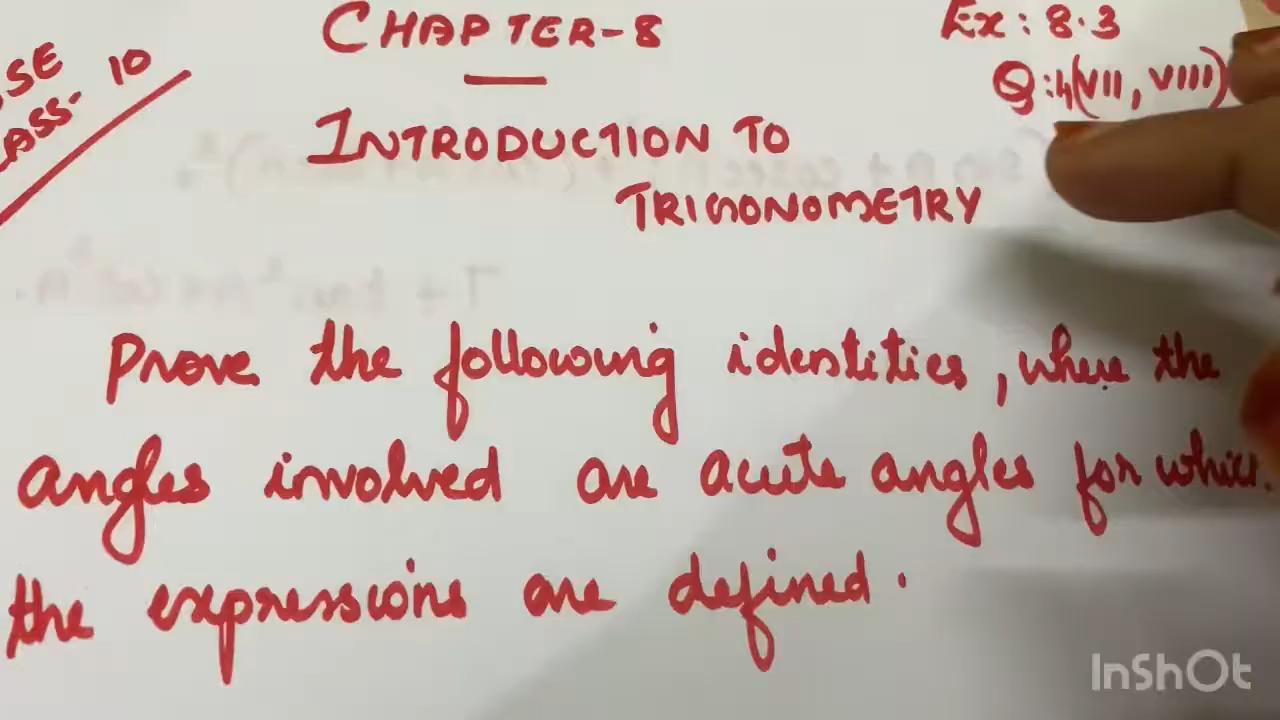 CHAPTER-8
Ex: 8.3
Q:4(VII, VIII)
10
INTRODUCTION TO
TRIGONOMETRY
Prove the following identities, where the
angles involved are acute angles for which
the expressions are defined.
InShOt